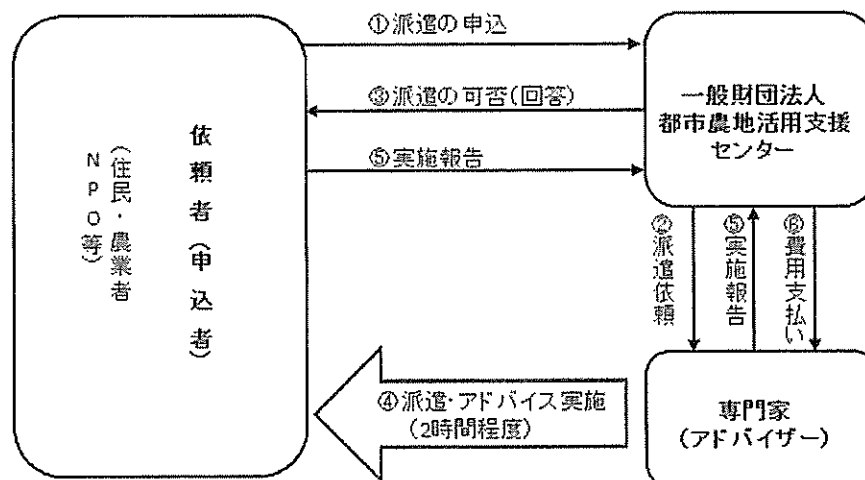 ①派遣の申込
③派遣の可否(回答)
⑤実施報告
依頼者(申込者)
(住民・農業者
NPO等)
一般財団法人
都市農地活用支援
センター
②派遣依頼
⑤実施報告
⑥費用支払い
④派遣・アドバイス実施
(2時間程度)
専門家
(アドバイザー)